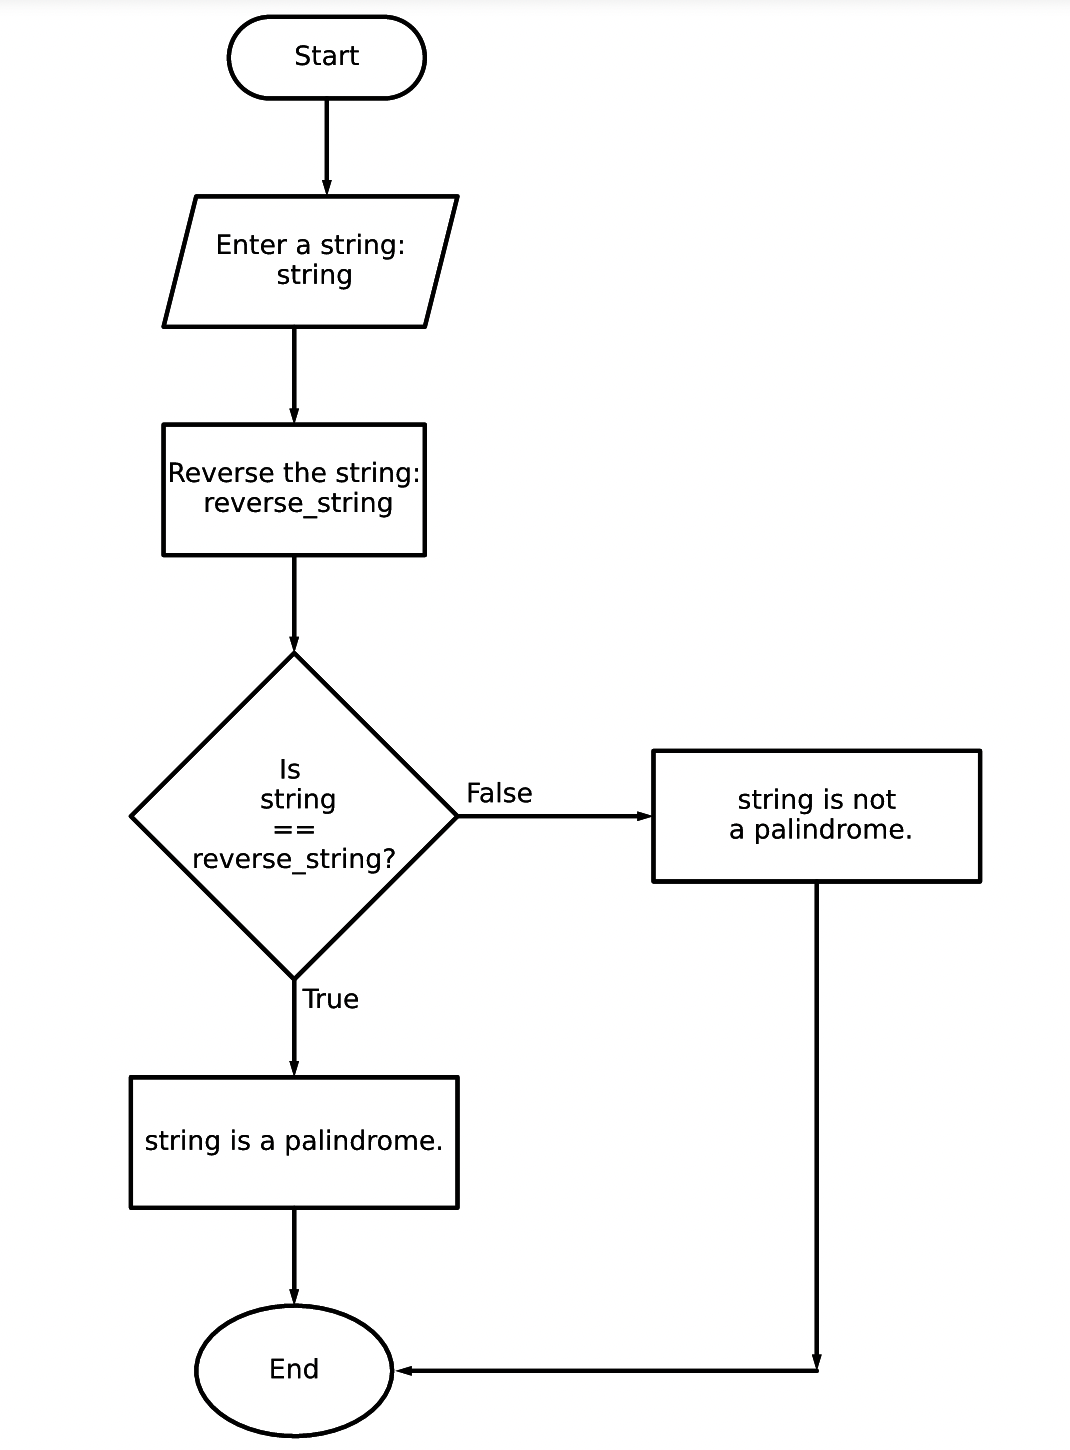 Start
Enter a string:
string
Reverse the string:
reverse_string
Is
string
==
reverse_string?
False
string is not
a palindrome.
True
string is a palindrome.
End